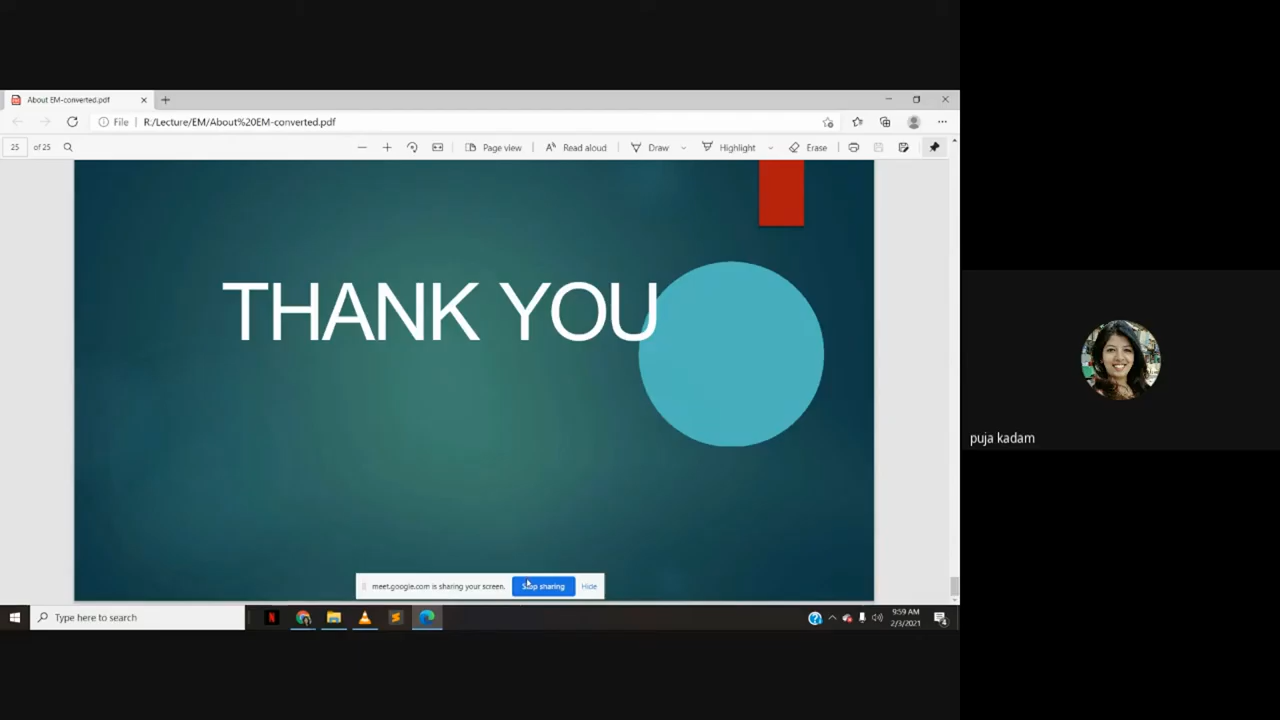 About EM-converted.pdf
File R:/Lecture/EM/About%20EM-converted.pdf
25 of 25 Page view Read aloud Draw Highlight Erase
THANK YOU
puja kadam
meet.google.com is sharing your screen. Stop sharing Hide
Type here to search
9:59 AM
2/3/2021
4